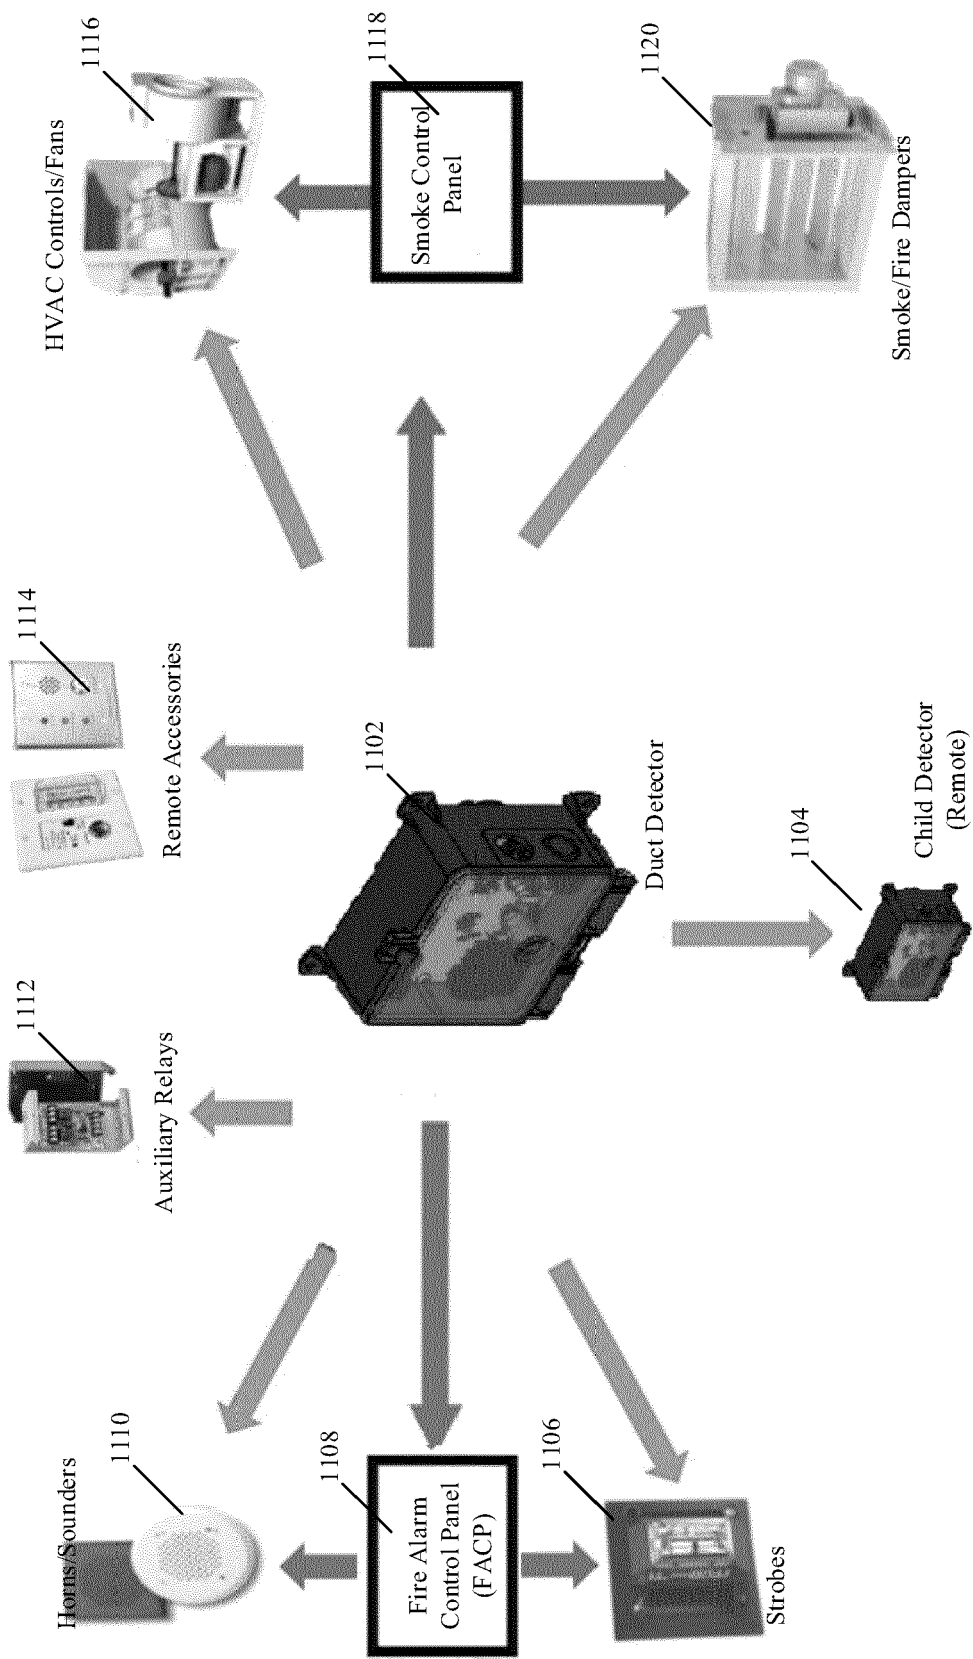 Horns/Sounders
1110
Auxiliary Relays
1112
Remote Accessories
1114
HVAC Controls/Fans
1116
Fire Alarm
Control Panel
(FACP)
1108
Duct Detector
1102
Smoke Control
Panel
1118
Strobes
1106
Child Detector
(Remote)
1104
Smoke/Fire Dampers
1120